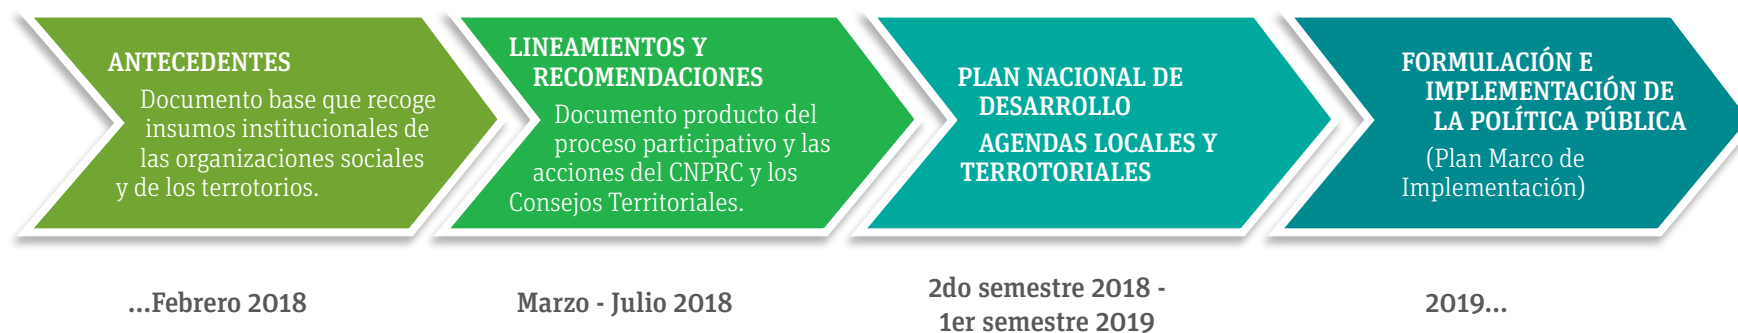 ANTECEDENTES
Documento base que recoge
insumos institucionales de
las organizaciones sociales
y de los terrotorios.
LINEAMIENTOS Y
RECOMENDACIONES
Documento producto del
proceso participativo y las
acciones del CNPRC y los
Consejos Territoriales.
PLAN NACIONAL DE
DESARROLLO
AGENDAS LOCALES Y
TERROTORIALES
FORMULACIÓN E
IMPLEMENTACIÓN DE
LA POLÍTICA PÚBLICA
(Plan Marco de
Implementación)
...Febrero 2018
Marzo - Julio 2018
2do semestre 2018 -
1er semestre 2019
2019...